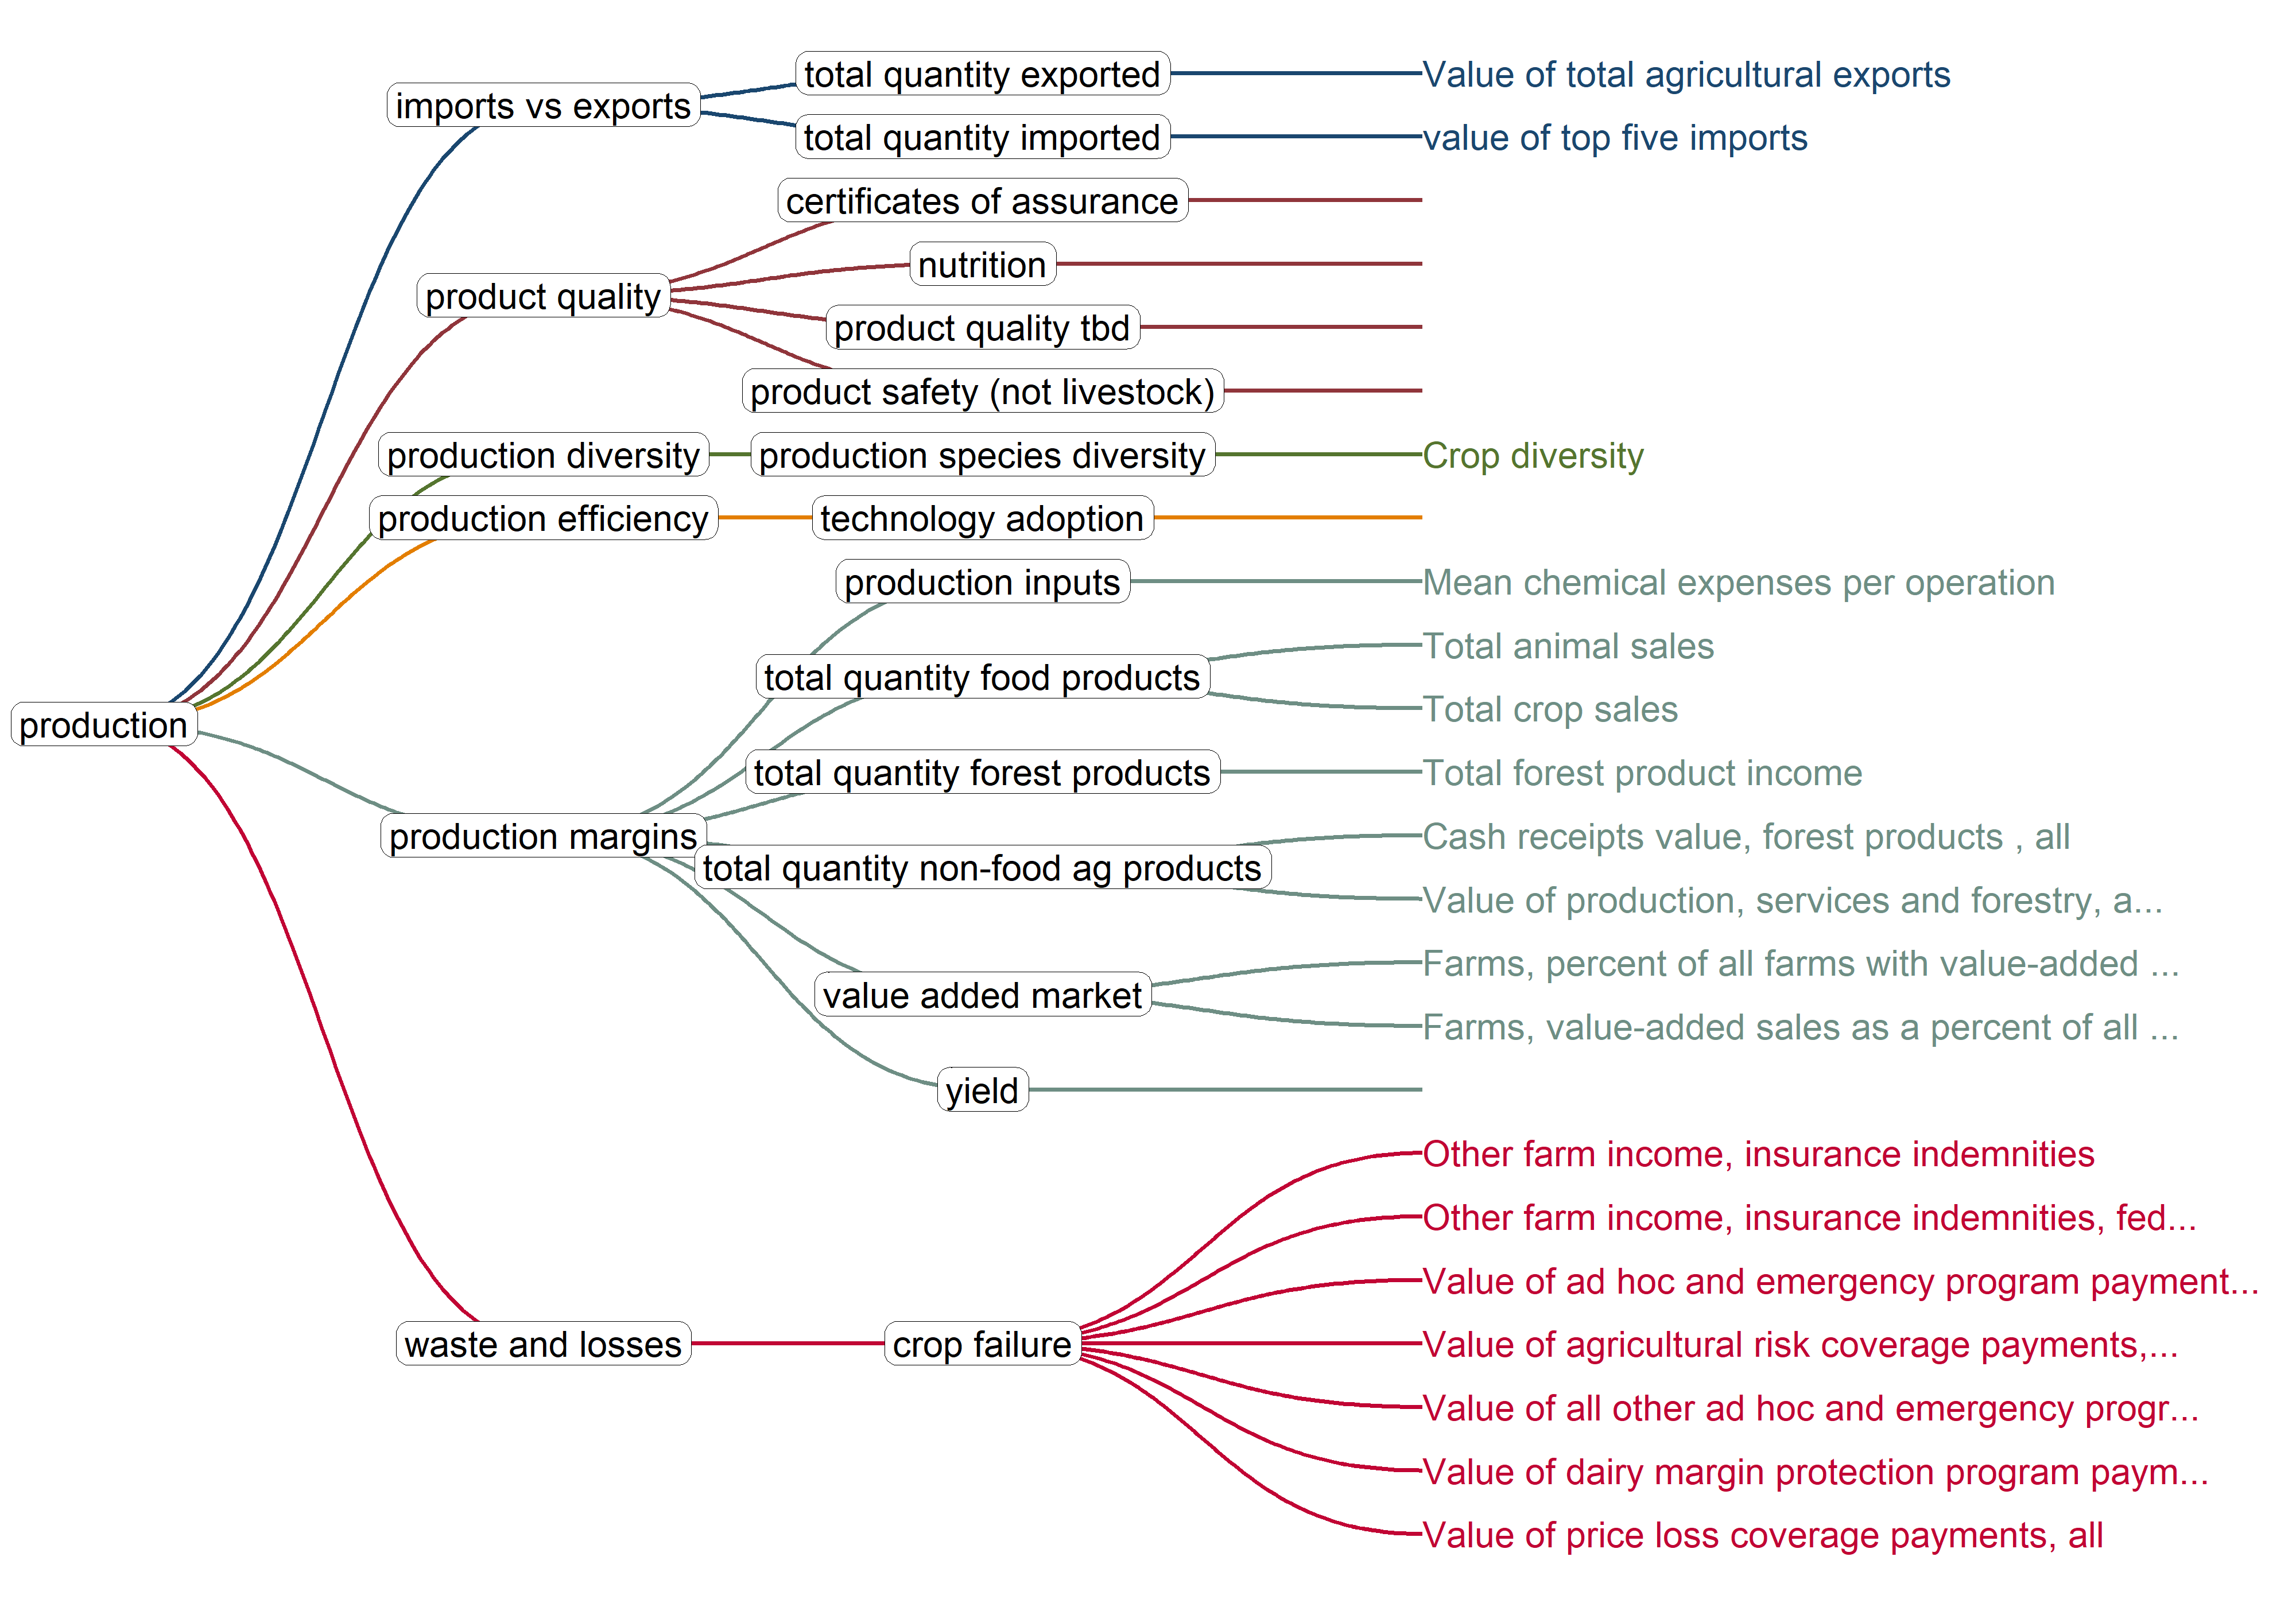 total quantity exported
Value of total agricultural exports
imports vs exports
total quantity imported
value of top five imports
certificates of assurance
nutrition
product quality
product quality tbd
product safety (not livestock)
production diversity
production species diversity
Crop diversity
production efficiency
technology adoption
production inputs
Mean chemical expenses per operation
Total animal sales
total quantity food products
Total crop sales
production
total quantity forest products
Total forest product income
production margins
Cash receipts value, forest products , all
total quantity non-food ag products
Value of production, services and forestry, a...
Farms, percent of all farms with value-added ...
value added market
Farms, value-added sales as a percent of all ...
yield
Other farm income, insurance indemnities
Other farm income, insurance indemnities, fed...
Value of ad hoc and emergency program payment...
waste and losses
crop failure
Value of agricultural risk coverage payments,...
Value of all other ad hoc and emergency progr...
Value of dairy margin protection program paym...
Value of price loss coverage payments, all